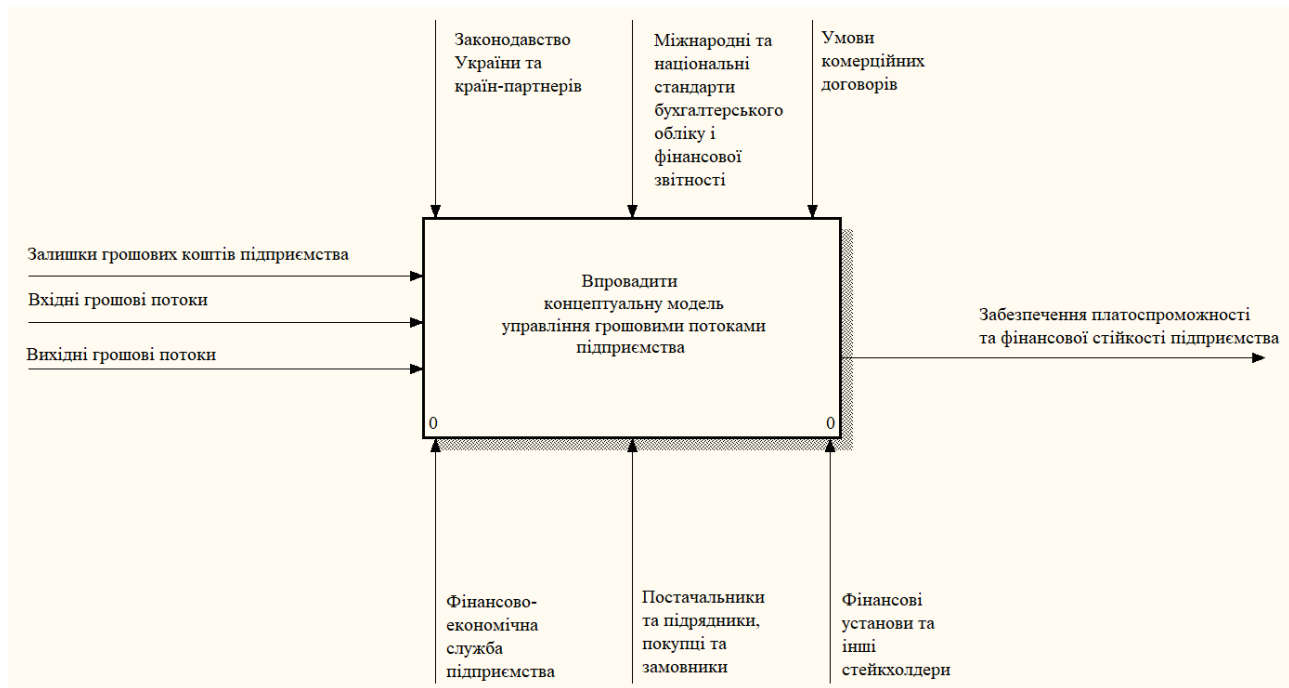 Законодавство
України та
країн-партнерів
Міжнародні та
національні
стандарти
бухгалтерського
обліку і
фінансової
звітності
Умови
комерційних
договорів
Залишки грошових коштів підприємства
Вхідні грошові потоки
Вихідні грошові потоки
Впровадити
концептуальну модель
управління грошовими потоками
підприємства
0
0
Забезпечення платоспроможності
та фінансової стійкості підприємства
Фінансово-
економічна
служба
підприємства
Постачальники
та підрядники,
покупці та
замовники
Фінансові
установи та
інші
стейкхолдери